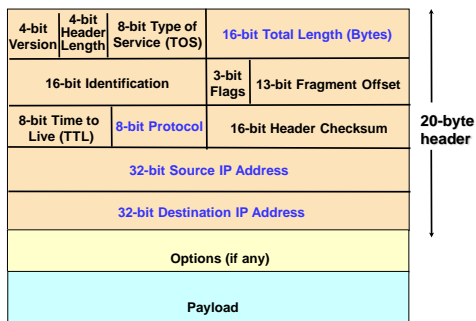 4-bit Version
4-bit Header Length
8-bit Type of Service (TOS)
16-bit Total Length (Bytes)
16-bit Identification
3-bit Flags
13-bit Fragment Offset
8-bit Time to Live (TTL)
8-bit Protocol
16-bit Header Checksum
20-byte header
32-bit Source IP Address
32-bit Destination IP Address
Options (if any)
Payload